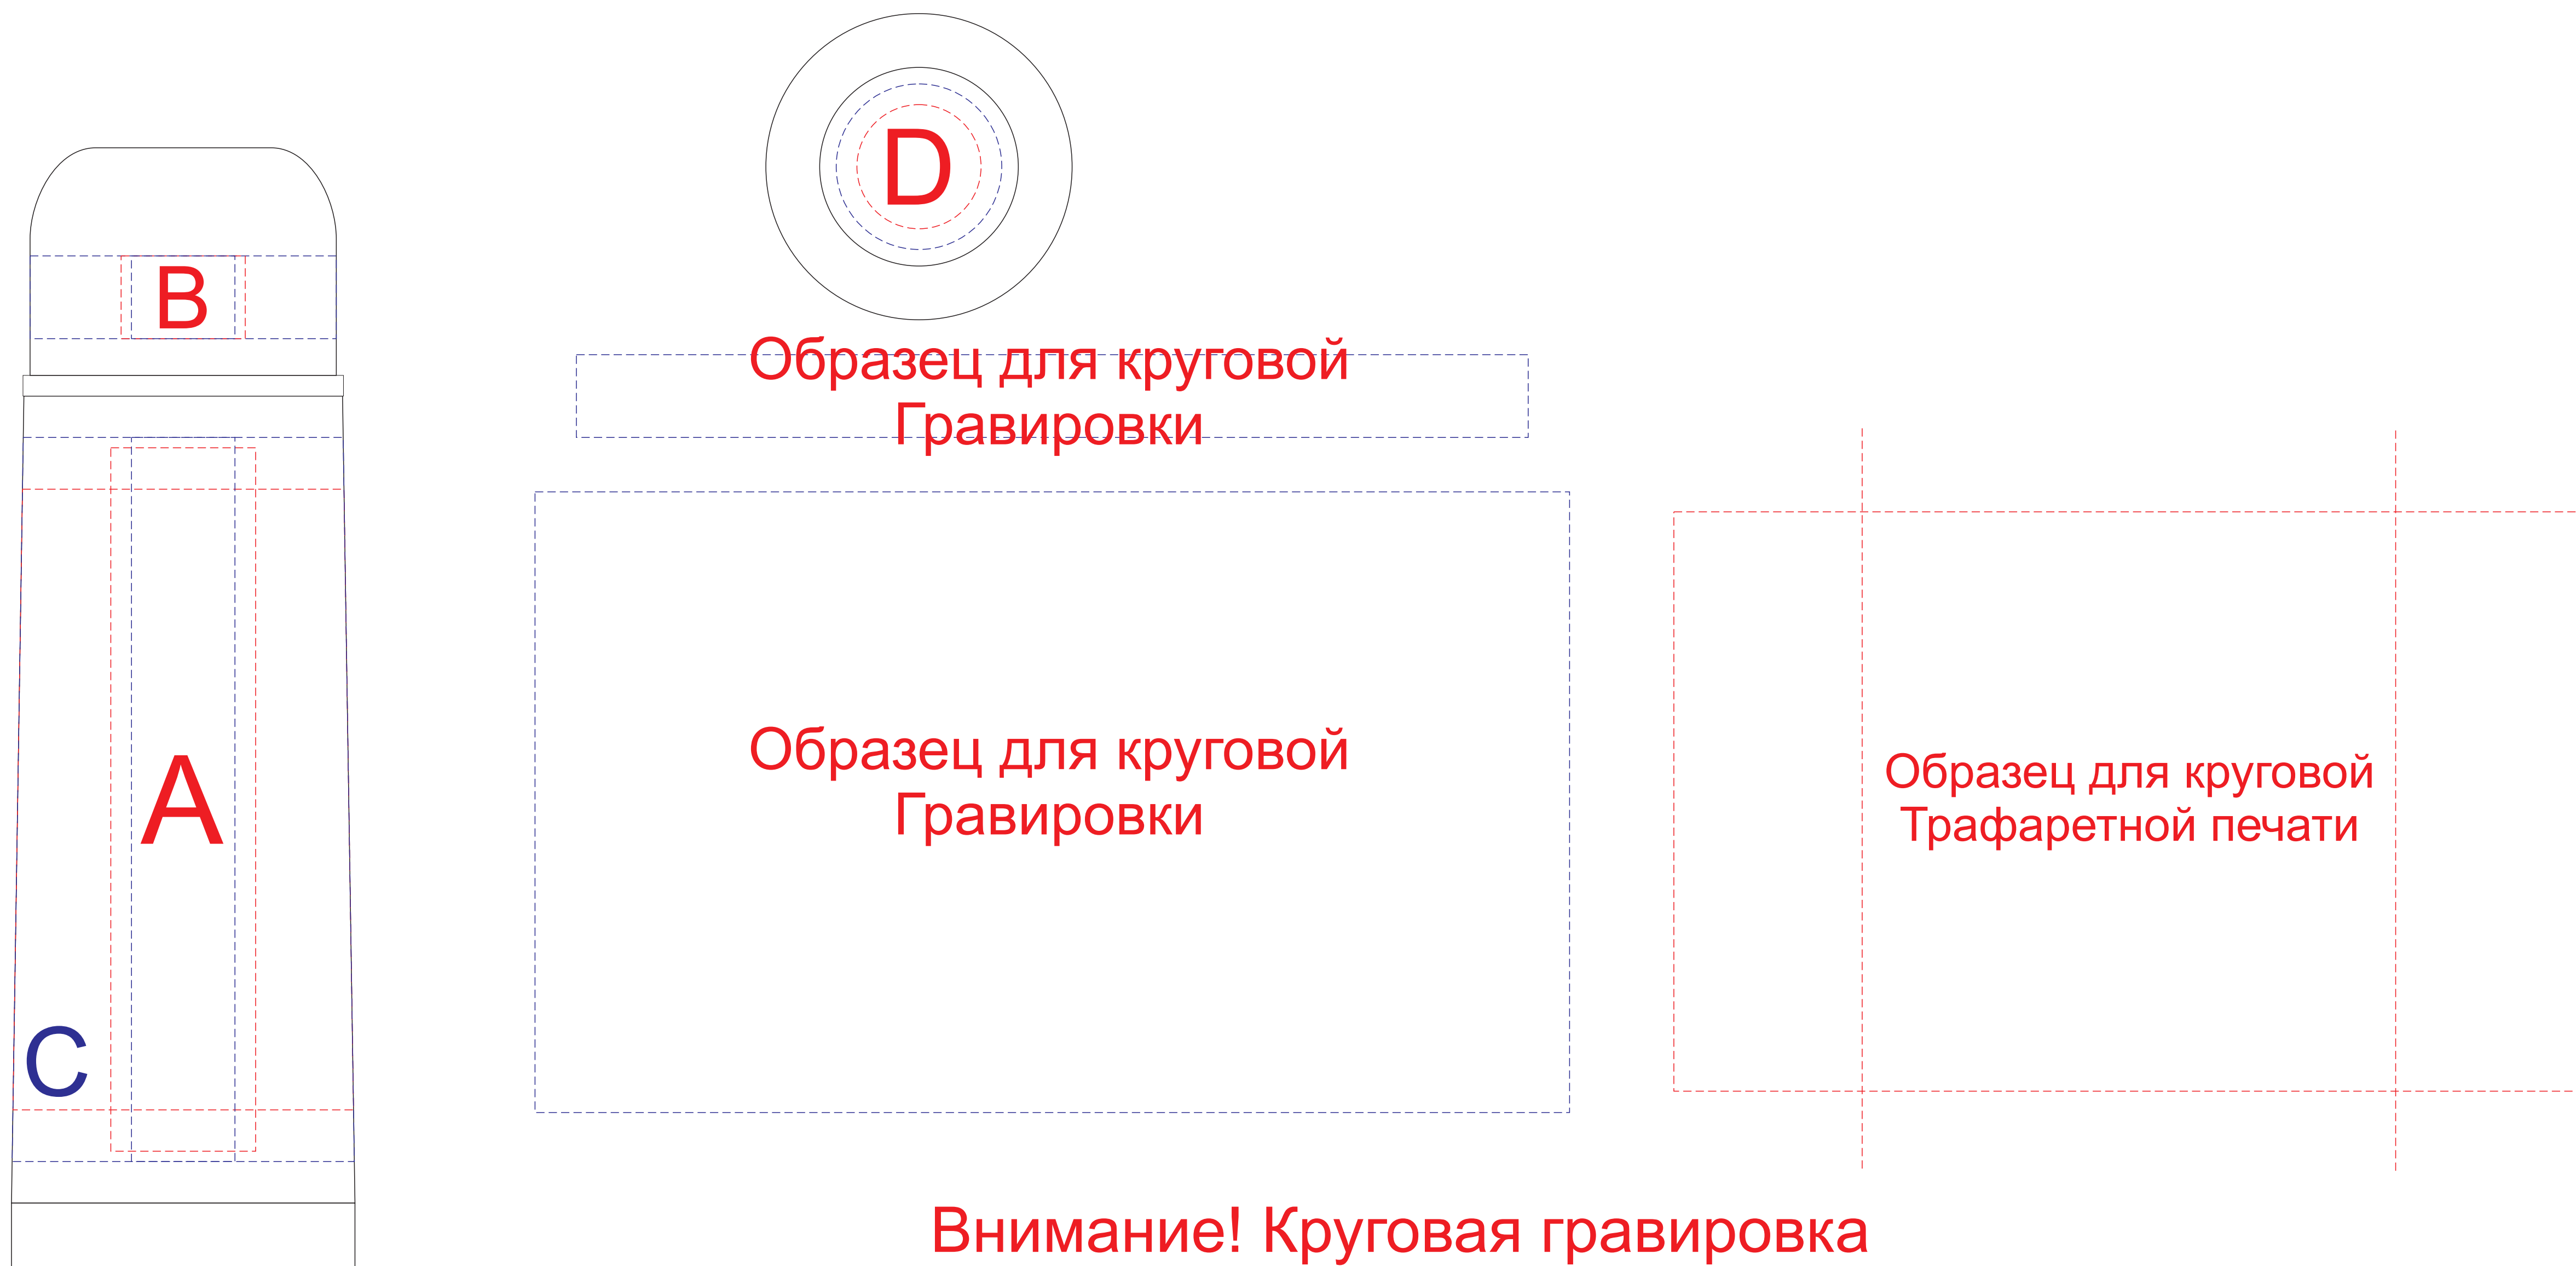 D
B
Образец для круговой
Гравировки
A
Образец для круговой
Гравировки
Образец для круговой
Трафаретной печати
C
Внимание! Круговая гравировка